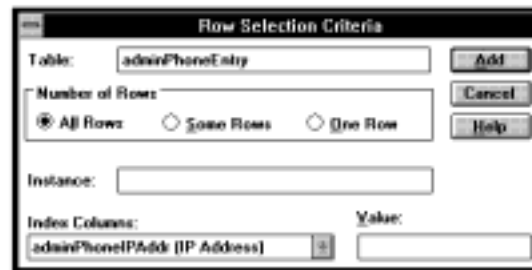 Row Selection Criteria
Table: adminPhoneEntry Add
Number of Rows Cancel
All Rows Some Rows One Row Help
Instance:
Index Columns: Value:
adminPhoneIPAddr (IP Address)